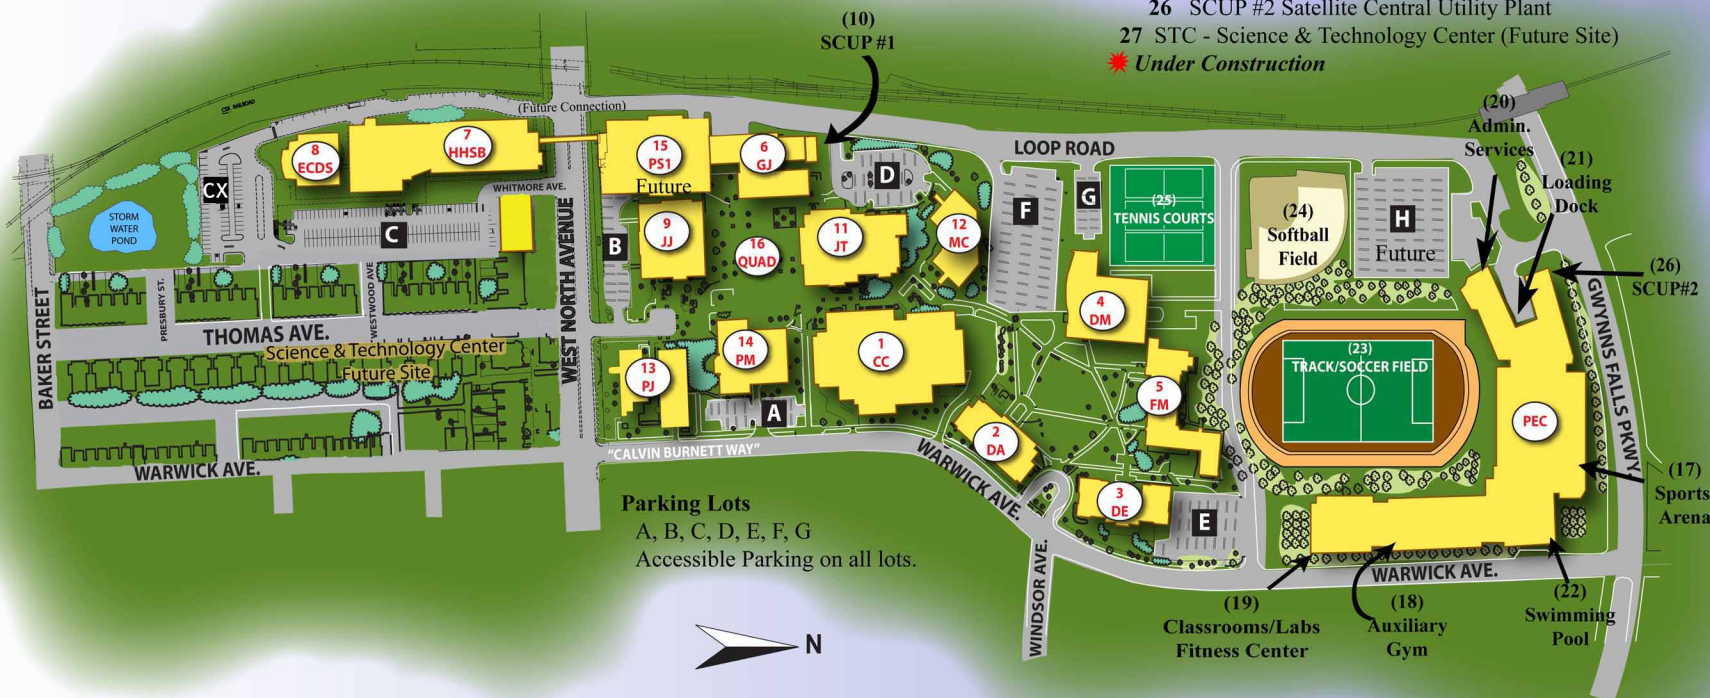 26 SCUP #2 Satellite Central Utility Plant
27 STC - Science & Technology Center (Future Site)
Under Construction
(10)
SCUP #1
CSX RAILROAD
(Future Connection)
LOOP ROAD
(20)
Admin.
Services
(21)
Loading
Dock
(26)
SCUP#2
8
ECDS
7
HHSB
15
PS1
Future
6
GJ
D
CX
STORM
WATER
POND
C
WHITMORE AVE.
B
9
JJ
16
QUAD
11
JT
12
MC
F
G
(25)
TENNIS COURTS
(24)
Softball
Field
H
Future
4
DM
BAKER STREET
PRESBURY ST.
WESTWOOD AVE
THOMAS AVE.
Science & Technology Center
Future Site
WEST NORTH AVENUE
GWYNNS FALLS PKWY.
13
PJ
14
PM
A
1
CC
5
FM
(23)
TRACK/SOCCER FIELD
PEC
2
DA
3
DE
E
WARWICK AVE.
"CALVIN BURNETT WAY"
WARWICK AVE.
(17)
Sports
Arena
Parking Lots
A, B, C, D, E, F, G
Accessible Parking on all lots.
WINDSOR AVE.
WARWICK AVE.
(19)
Classrooms/Labs
Fitness Center
(18)
Auxiliary
Gym
(22)
Swimming
Pool
N